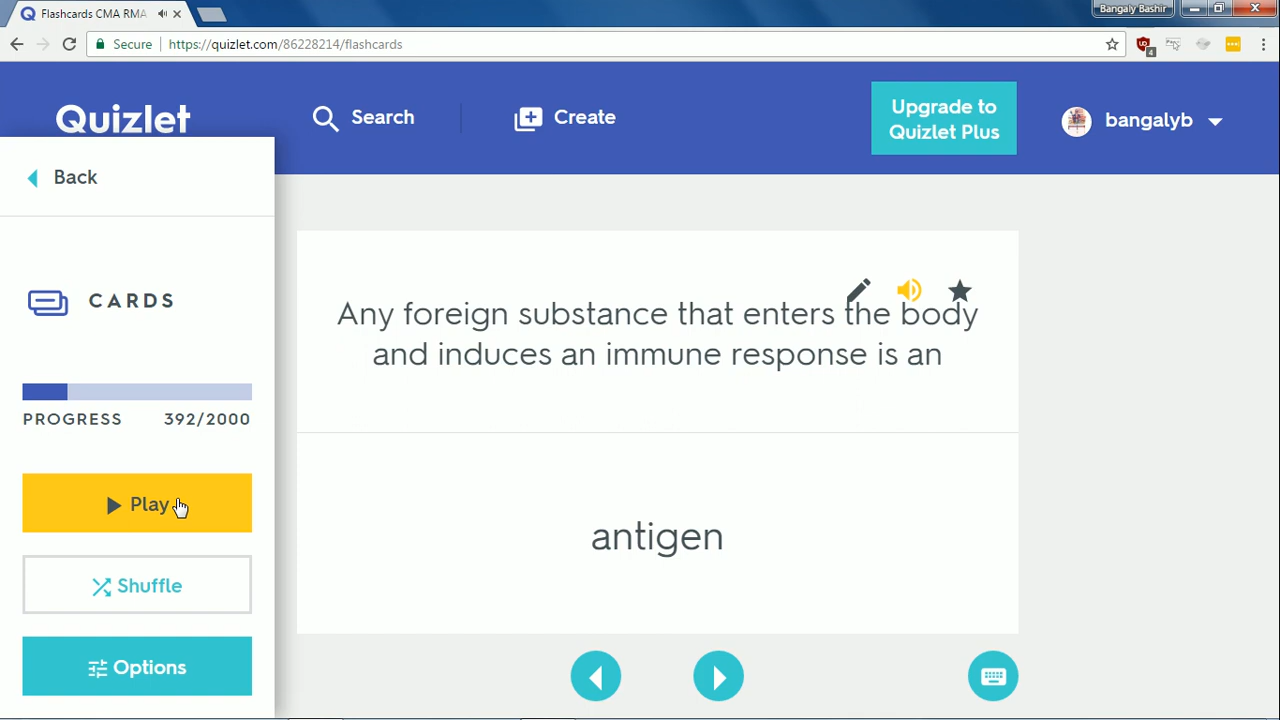 Flashcards CMA RMA
Bangaly Bashir
Secure
https://quizlet.com/86228214/flashcards
4
Quizlet
Search
Create
Upgrade to
Quizlet Plus
bangalyb
Back
CARDS
PROGRESS 392/2000
Play
Shuffle
Options
Any foreign substance that enters the body
and induces an immune response is an
antigen